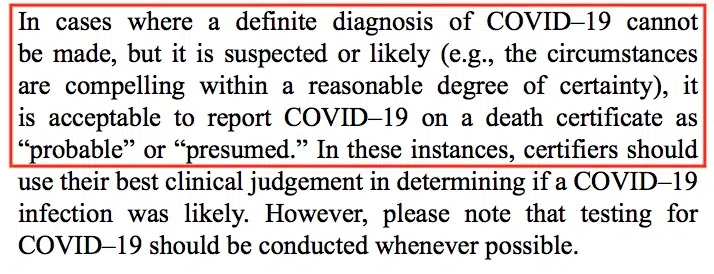 In cases where a definite diagnosis of COVID–19 cannot
be made, but it is suspected or likely (e.g., the circumstances
are compelling within a reasonable degree of certainty), it
is acceptable to report COVID–19 on a death certificate as
“probable” or “presumed.” In these instances, certifiers should
use their best clinical judgement in determining if a COVID–19
infection was likely. However, please note that testing for
COVID–19 should be conducted whenever possible.